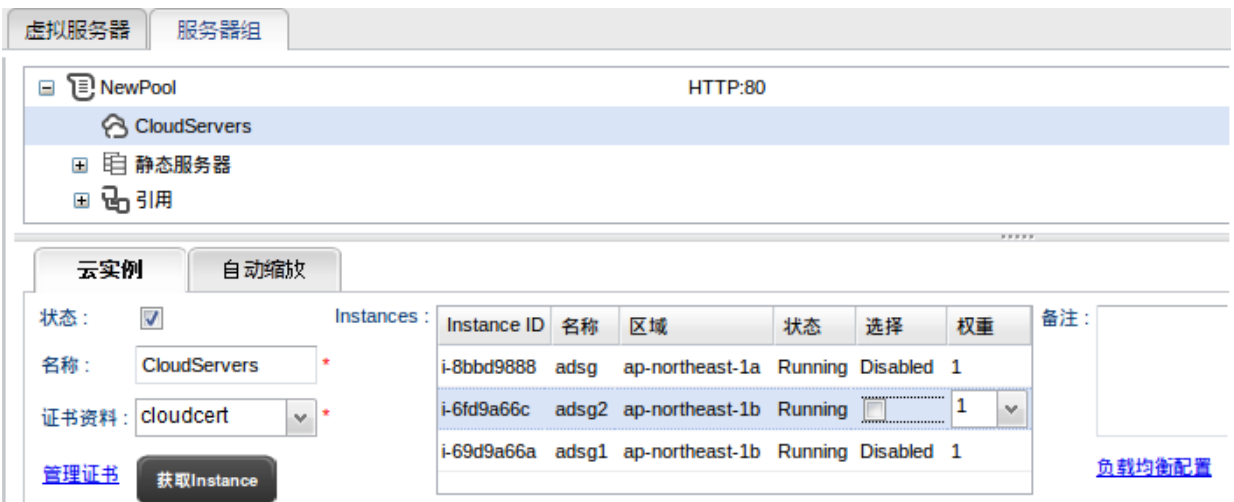 虚拟服务器 服务器组
NewPool HTTP:80
CloudServers
静态服务器
引用
云实例 自动缩放
状态 : Instances : Instance ID 名称 区域 状态 选择 权重 备注 :
i-8bbd9888 adsg ap-northeast-1a Running Disabled 1
名称 : CloudServers *
i-6fd9a66c adsg2 ap-northeast-1b Running 1
证书资料 : cloudcert *
i-69d9a66a adsg1 ap-northeast-1b Running Disabled 1
管理证书 获取Instance 负载均衡配置